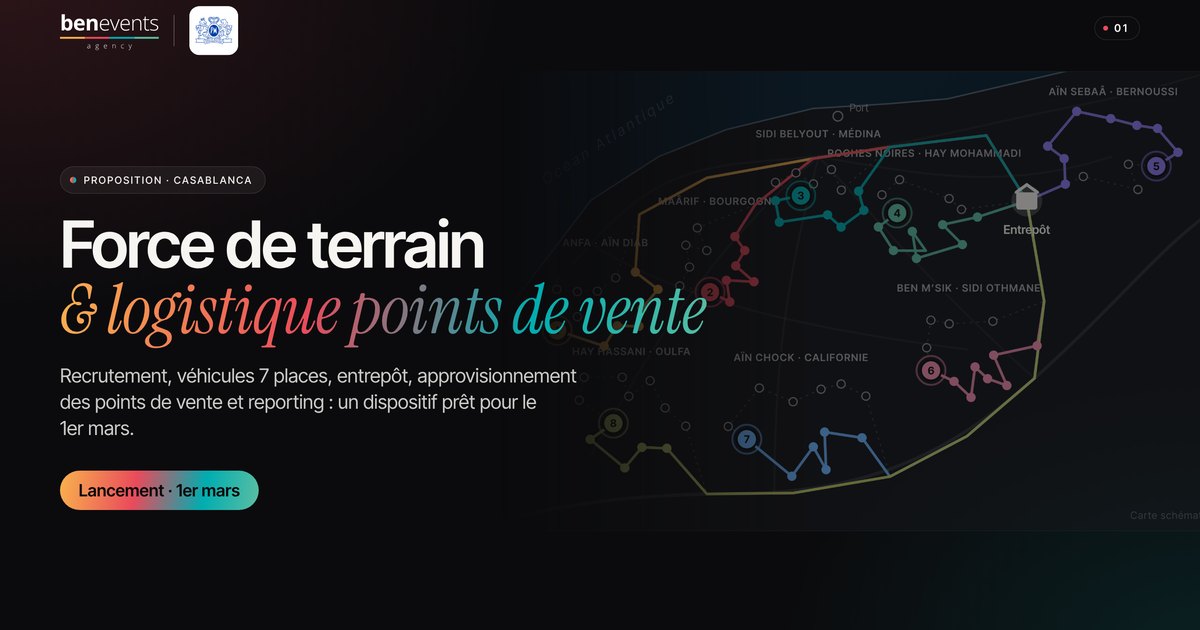 benevents
agency
01
PROPOSITION · CASABLANCA
Force de terrain
& logistique points de vente
Recrutement, véhicules 7 places, entrepôt, approvisionnement
des points de vente et reporting : un dispositif prêt pour le
1er mars.
Lancement · 1er mars
Océan Atlantique
Port
AÏN SEBAÂ · BERNOUSSI
SIDI BELYOUT · MÉDINA
ROCHES NOIRES · HAY MOHAMMADI
5
3
MAÂRIF · BOURGOGNE
4
Entrepôt
ANFA · AÏN DIAB
2
BEN M'SIK · SIDI OTHMANE
HAY HASSANI · OULFA
AÏN CHOCK · CALIFORNIE
6
8
7